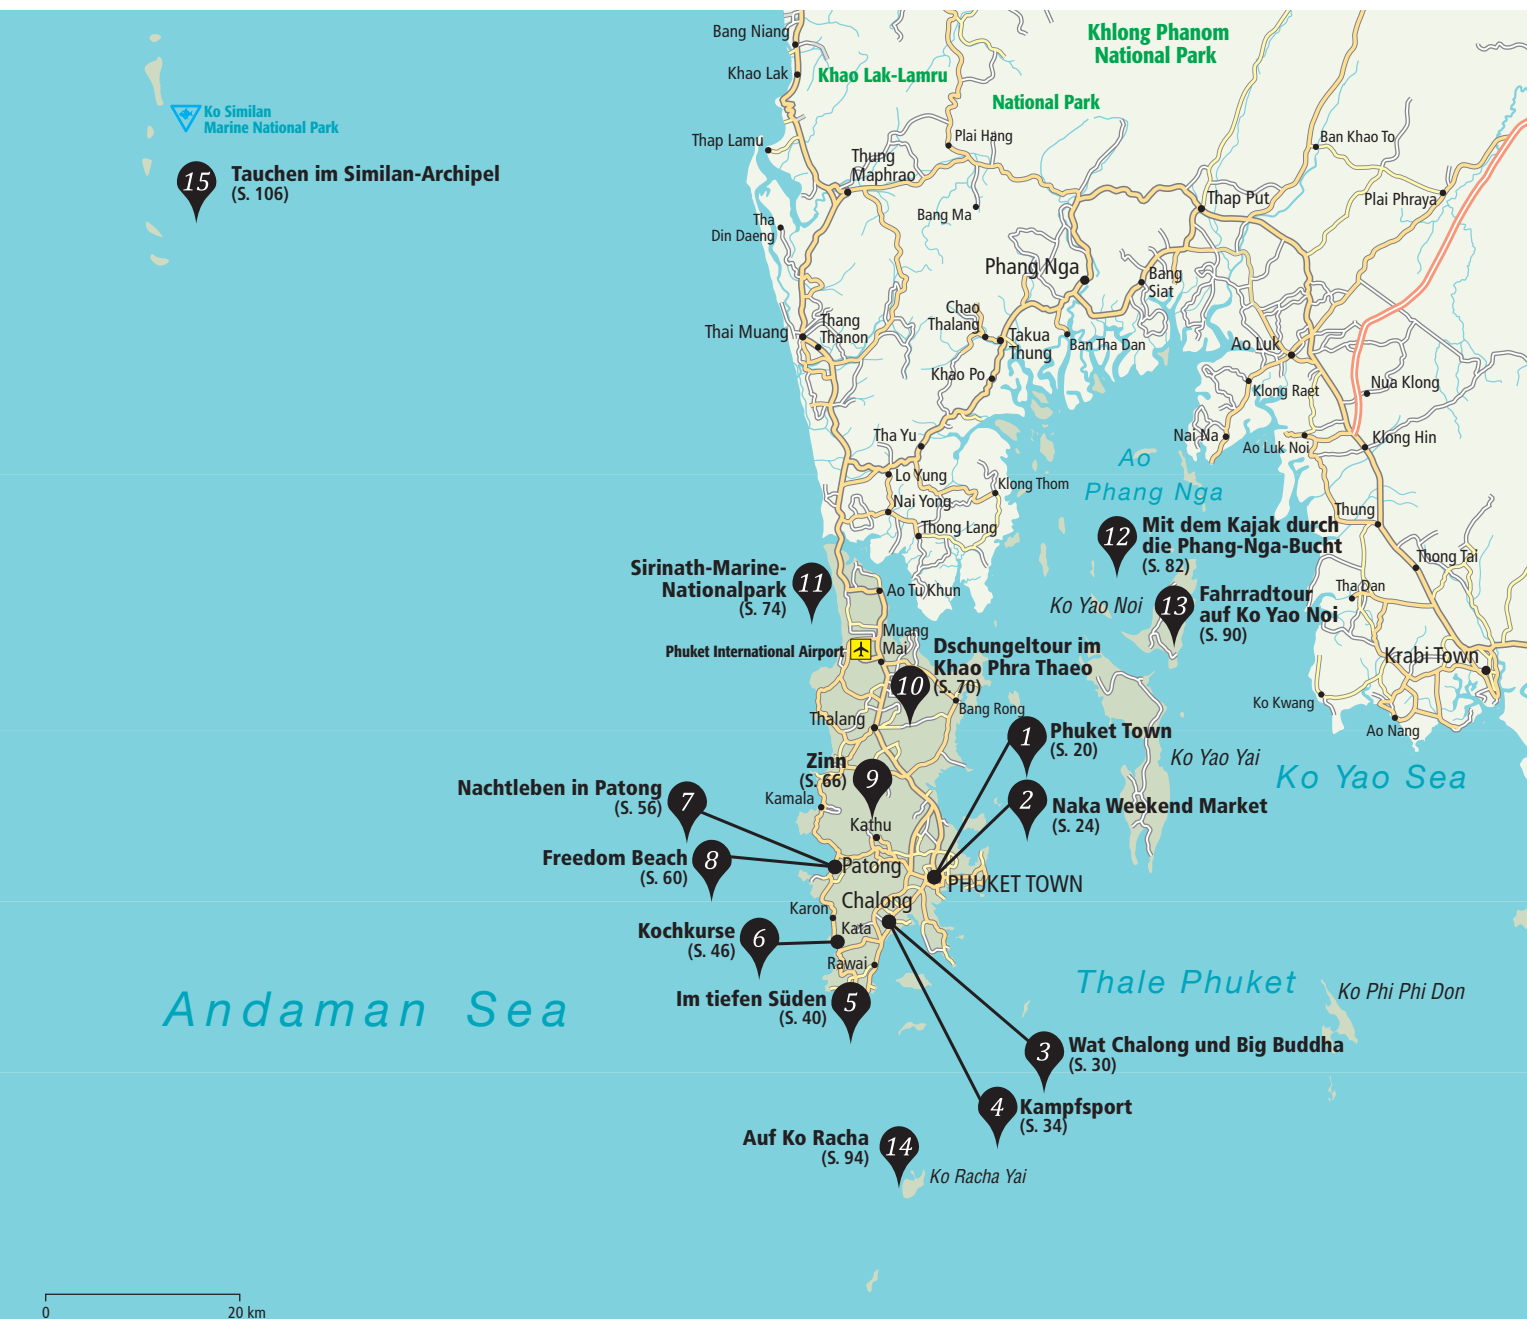 Bang Niang
Khao Lak
Khao Lak-Lamru
National Park
Khlong Phanom
National Park
Ko Similan
Marine National Park
15
Tauchen im Similan-Archipel
(S. 106)
Thap Lamu
Thung
Maphrao
Plai Hang
Ban Khao To
Bang Ma
Thap Put
Plai Phraya
Tha
Din Daeng
Phang Nga
Bang
Siat
Thai Muang
Thang
Thanon
Chao
Thalang
Takua
Thung
Ban Tha Dan
Ao Luk
Khao Po
Klong Raet
Nua Klong
Tha Yu
Nai Na
Ao Luk Noi
Klong Hin
Lo Yung
Klong Thom
Ao
Phang Nga
Nai Yong
Thong Lang
Thung
12
Mit dem Kajak durch
die Phang-Nga-Bucht
(S. 82)
Thong Tai
Sirinath-Marine-
Nationalpark
(S. 74)
11
Ao Tu Khun
Ko Yao Noi
13
Fahrradtour
auf Ko Yao Noi
(S. 90)
Tha Dan
Phuket International Airport
Muang
Mai
Dschungeltour im
Khao Phra Thaeo
(S. 70)
10
Krabi Town
Bang Rong
Ko Kwang
Ao Nang
Thalang
1
Phuket Town
(S. 20)
Ko Yao Yai
Ko Yao Sea
Zinn
(S. 66)
9
Nachtleben in Patong
(S. 56)
7
Kamala
2
Naka Weekend Market
(S. 24)
Kathu
Freedom Beach
(S. 60)
8
Patong
PHUKET TOWN
Karon
Chalong
Kochkurse
(S. 46)
6
Kata
Rawai
Andaman Sea
Im tiefen Süden
(S. 40)
5
Thale Phuket
Ko Phi Phi Don
3
Wat Chalong und Big Buddha
(S. 30)
4
Kampfsport
(S. 34)
Auf Ko Racha
(S. 94)
14
Ko Racha Yai
0
20 km